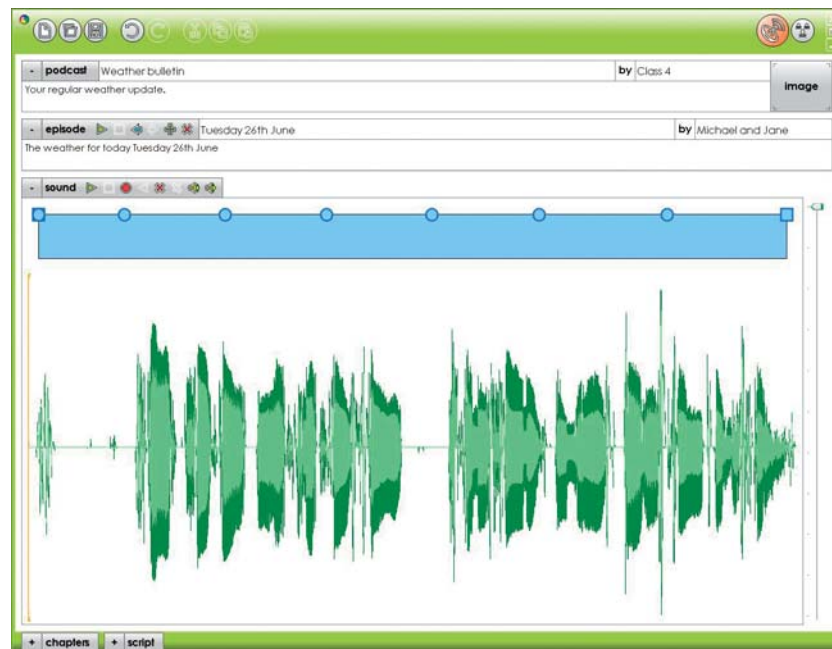 - podcast Weather bulletin by Class 4
Your regular weather update.
image
- episode Tuesday 26th June by Michael and Jane
The weather for today Tuesday 26th June
- sound
+ chapters + script